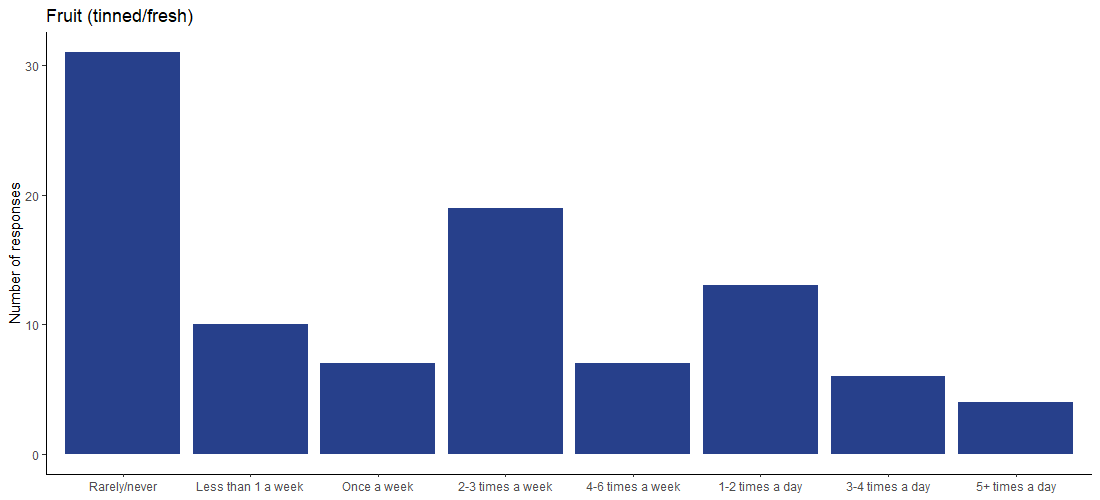 Fruit (tinned/fresh)
Number of responses
30
20
10
0
Rarely/never Less than 1 a week Once a week 2-3 times a week 4-6 times a week 1-2 times a day 3-4 times a day 5+ times a day